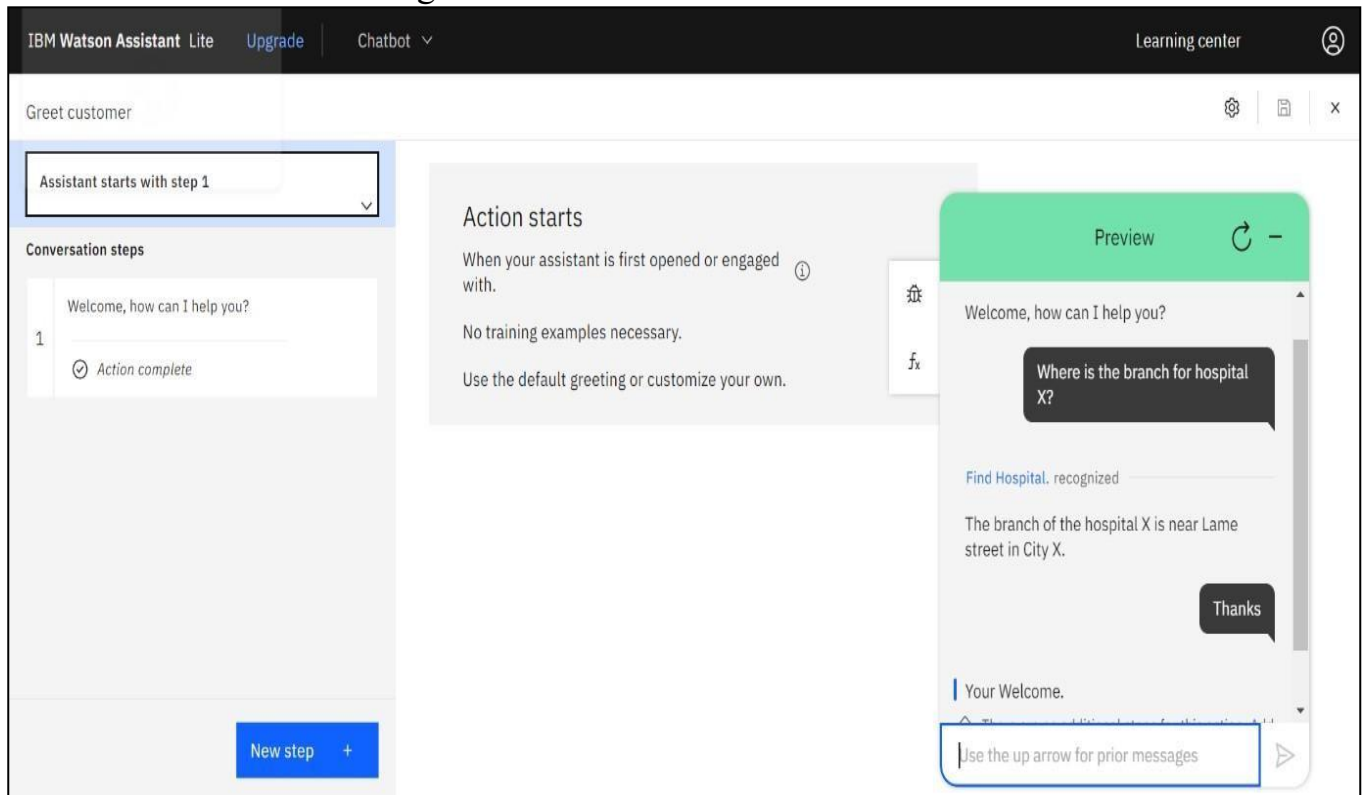 IBM Watson Assistant Lite Upgrade Chatbot Learning center
Greet customer
Assistant starts with step 1
Conversation steps
1
Welcome, how can I help you?
Action complete
New step +
Action starts
When your assistant is first opened or engaged
with.
No training examples necessary.
Use the default greeting or customize your own.
fx
Preview
Welcome, how can I help you?
Where is the branch for hospital
X?
Find Hospital. recognized
The branch of the hospital X is near Lame
street in City X.
Thanks
Your Welcome.
Use the up arrow for prior messages